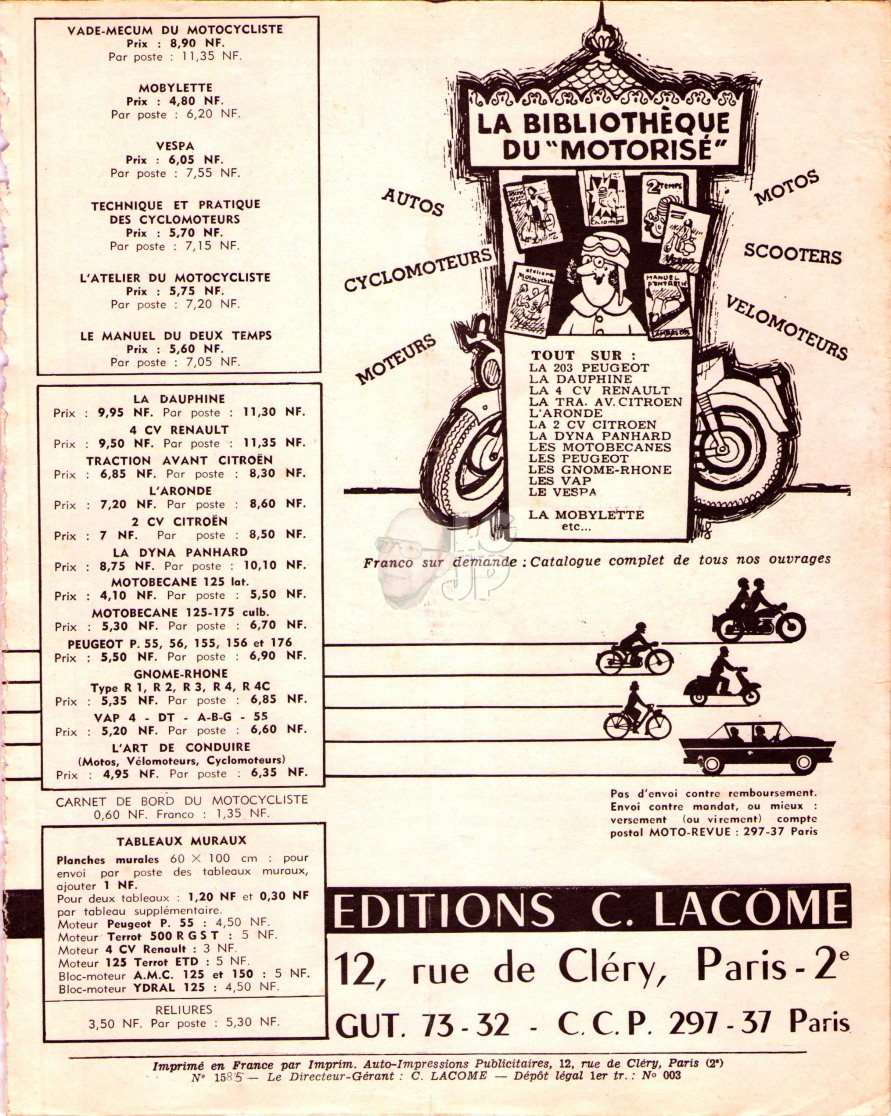 VADE-MECUM DU MOTOCYCLISTE
Prix : 8,90 NF.
Par poste : 11,35 NF.
MOBYLETTE
Prix : 4,80 NF.
Par poste : 6,20 NF.
VESPA
Prix : 6,05 NF.
Par poste : 7,55 NF.
TECHNIQUE ET PRATIQUE
DES CYCLOMOTEURS
Prix : 5,70 NF.
Par poste : 7,15 NF.
L'ATELIER DU MOTOCYCLISTE
Prix : 5,75 NF.
Par poste : 7,20 NF.
LE MANUEL DU DEUX TEMPS
Prix : 5,60 NF.
Par poste : 7,05 NF.
LA DAUPHINE
Prix : 9,95 NF. Par poste : 11,30 NF.
4 CV RENAULT
Prix : 9,50 NF. Par poste : 11,35 NF.
TRACTION AVANT CITROËN
Prix : 6,85 NF. Par poste : 8,30 NF.
L'ARONDE
Prix : 7,20 NF. Par poste : 8,60 NF.
2 CV CITROËN
Prix : 7 NF. Par poste : 8,50 NF.
LA DYNA PANHARD
Prix : 8,75 NF. Par poste : 10,10 NF.
MOTOBECANE 125 lat.
Prix : 4,10 NF. Par poste : 5,50 NF.
MOTOBECANE 125-175 culb.
Prix : 5,30 NF. Par poste : 6,70 NF.
PEUGEOT P. 55, 56, 155, 156 et 176
Prix : 5,50 NF. Par poste : 6,90 NF.
GNOME-RHONE
Type R 1, R 2, R 3, R 4, R 4C
Prix : 5,35 NF. Par poste : 6,85 NF.
VAP 4 - DT - A-B-G - 55
Prix : 5,20 NF. Par poste : 6,60 NF.
L'ART DE CONDUIRE
(Motos, Vélomoteurs, Cyclomoteurs)
Prix : 4,95 NF. Par poste : 6,35 NF.
CARNET DE BORD DU MOTOCYCLISTE
0,60 NF. Franco : 1,35 NF.
TABLEAUX MURAUX
Planches murales 60 × 100 cm : pour
envoi par poste des tableaux muraux,
ajouter 1 NF.
Pour deux tableaux : 1,20 NF et 0,30 NF
par tableau supplémentaire.
Moteur Peugeot P. 55 : 4,50 NF.
Moteur Terrot 500 RGST : 5 NF.
Moteur 4 CV Renault : 3 NF.
Moteur 125 Terrot ETD : 5 NF.
Bloc-moteur A.M.C. 125 et 150 : 5 NF.
Bloc-moteur YDRAL 125 : 4,50 NF.
RELIURES
3,50 NF. Par poste : 5,30 NF.
LA BIBLIOTHÈQUE
DU "MOTORISÉ"
AUTOS
CYCLOMOTEURS
MOTEURS
MOTOS
SCOOTERS
VELOMOTEURS
2 TEMPS
Vespa
MANUEL
D'ENTRETIEN
TOUT SUR :
LA 203 PEUGEOT
LA DAUPHINE
LA 4 CV RENAULT
LA TRA. AV. CITROEN
L'ARONDE
LA 2 CV CITROEN
LA DYNA PANHARD
LES MOTOBECANES
LES PEUGEOT
LES GNOME-RHONE
LES VAP
LE VESPA
LA MOBYLETTE
etc...
LC
JP
Franco sur demande : Catalogue complet de tous nos ouvrages
Pas d'envoi contre remboursement.
Envoi contre mandat, ou mieux :
versement (ou virement) compte
postal MOTO-REVUE : 297-37 Paris
EDITIONS C. LACOME
12, rue de Cléry, Paris - 2e
GUT. 73-32 - C.C.P. 297-37 Paris
Imprimé en France par Imprim. Auto-Impressions Publicitaires, 12, rue de Cléry, Paris (2e)
N° 1585 — Le Directeur-Gérant : C. LACOME — Dépôt légal 1er tr. : No 003